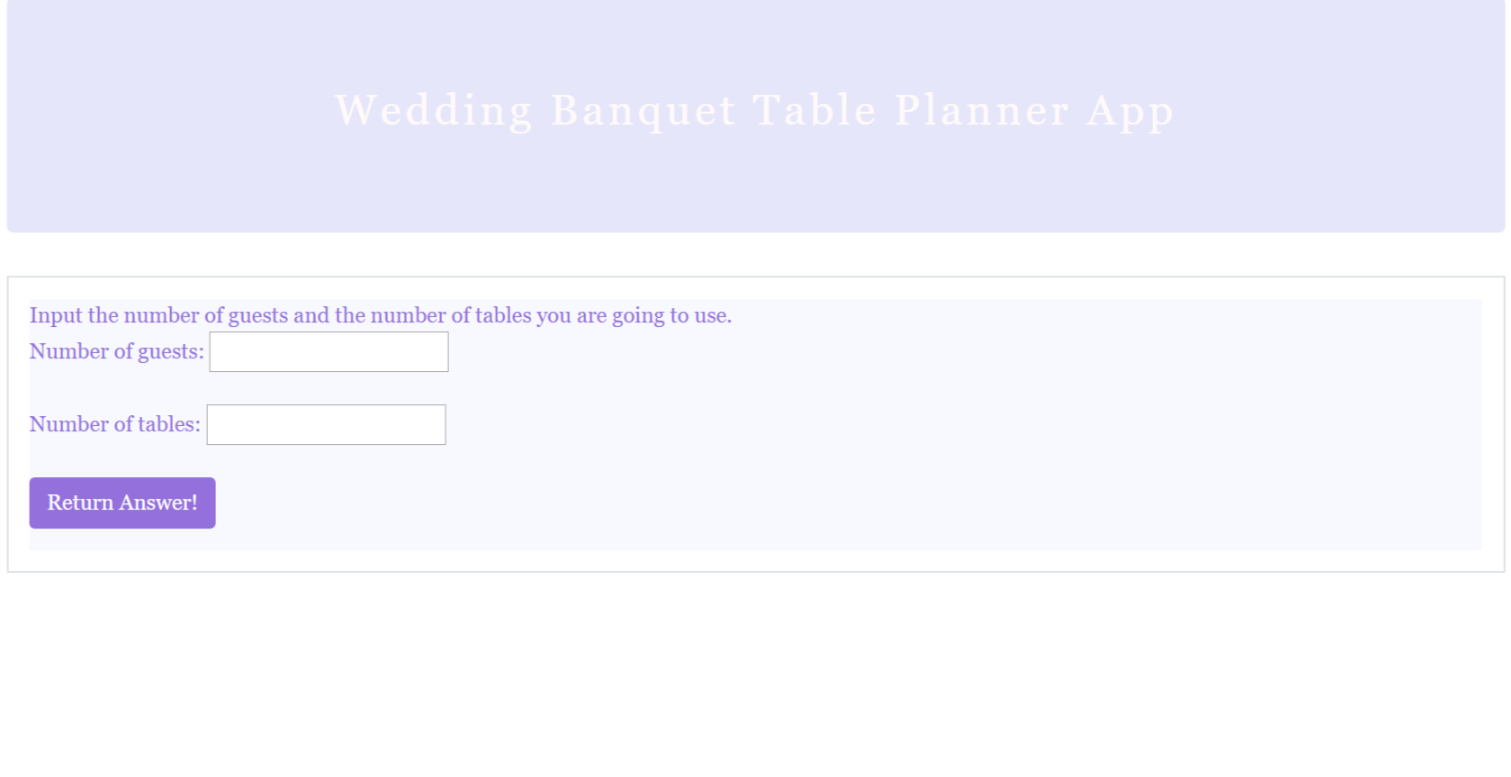 Wedding Banquet Table Planner App
Input the number of guests and the number of tables you are going to use.
Number of guests:
Number of tables:
Return Answer!